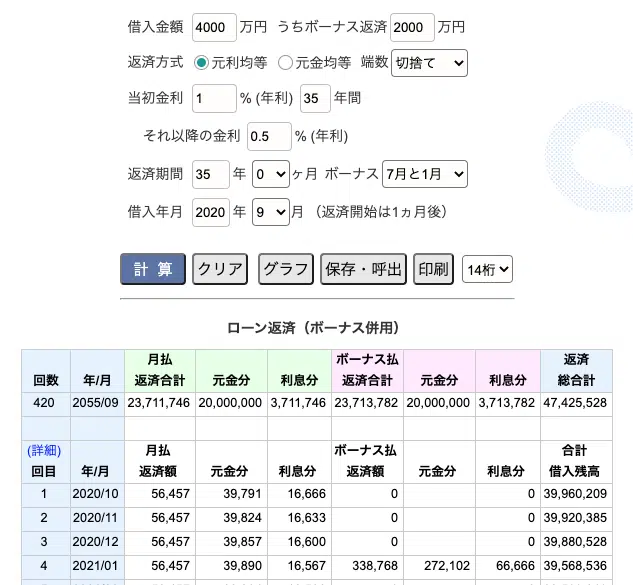 借入金額 4000 万円 うちボーナス返済 2000 万円
返済方式 元利均等 元金均等 端数 切捨て
当初金利 1 % (年利) 35 年間
それ以降の金利 0.5 % (年利)
返済期間 35 年 0 ヶ月 ボーナス 7月と1月
借入年月 2020 年 9 月 （返済開始は1ヵ月後）
計 算 クリア グラフ 保存・呼出 印刷 14桁
ローン返済（ボーナス併用）
月払 ボーナス払 返済
回数 年/月 返済合計 元金分 利息分 返済合計 元金分 利息分 総合計
420 2055/09 23,711,746 20,000,000 3,711,746 23,713,782 20,000,000 3,713,782 47,425,528
(詳細) 月払 ボーナス払 合計
回目 年/月 返済額 元金分 利息分 返済額 元金分 利息分 借入残高
1 2020/10 56,457 39,791 16,666 0 0 39,960,209
2 2020/11 56,457 39,824 16,633 0 0 39,920,385
3 2020/12 56,457 39,857 16,600 0 0 39,880,528
4 2021/01 56,457 39,890 16,567 338,768 272,102 66,666 39,568,536